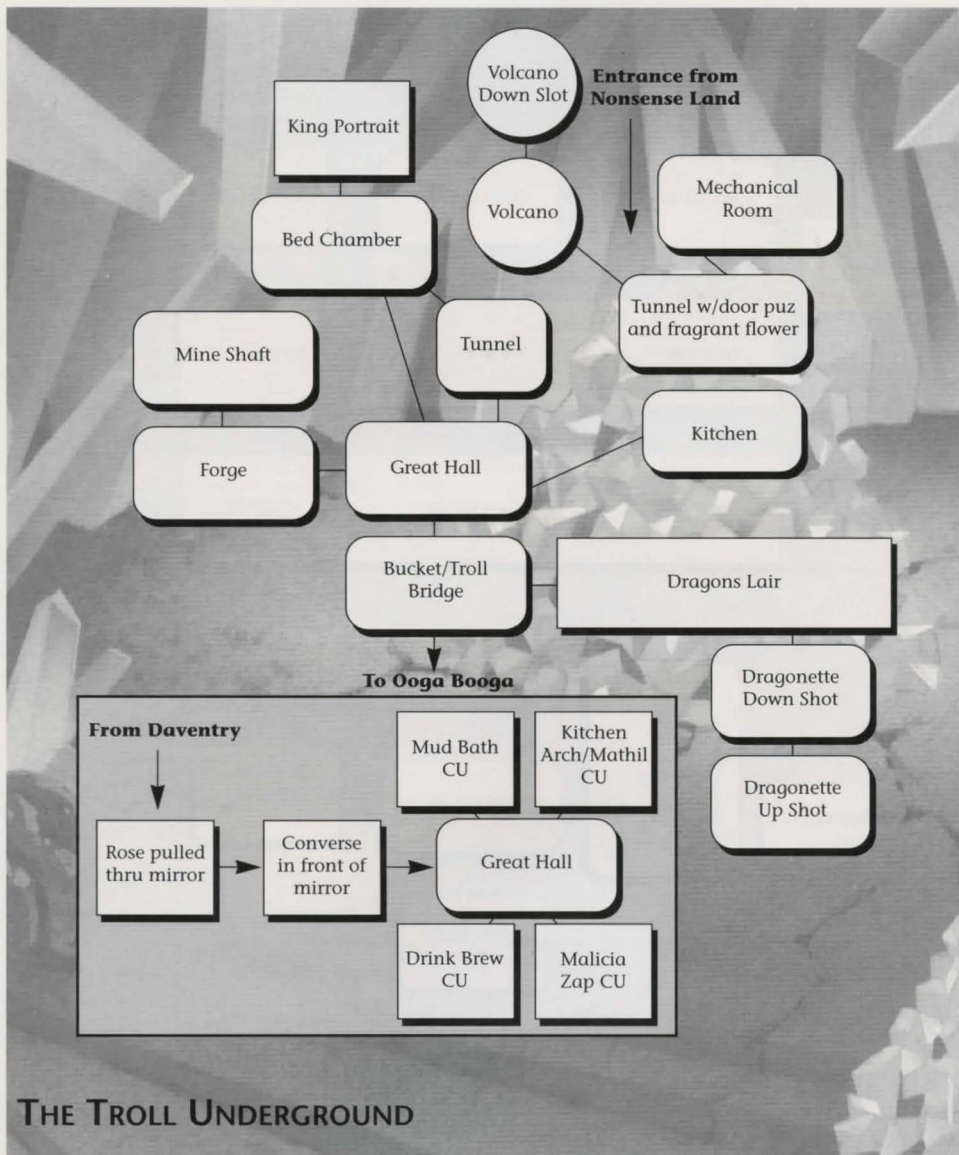 Volcano
Down Slot
Entrance from
Nonsense Land
King Portrait
Mechanical
Room
Volcano
Bed Chamber
Tunnel w/door puz
and fragrant flower
Tunnel
Mine Shaft
Kitchen
Great Hall
Forge
Bucket/Troll
Bridge
Dragons Lair
To Ooga Booga
Dragonette
Down Shot
Dragonette
Up Shot
From Daventry
Mud Bath
CU
Kitchen
Arch/Mathil
CU
Rose pulled
thru mirror
Converse
in front of
mirror
Great Hall
Drink Brew
CU
Malicia
Zap CU
THE TROLL UNDERGROUND